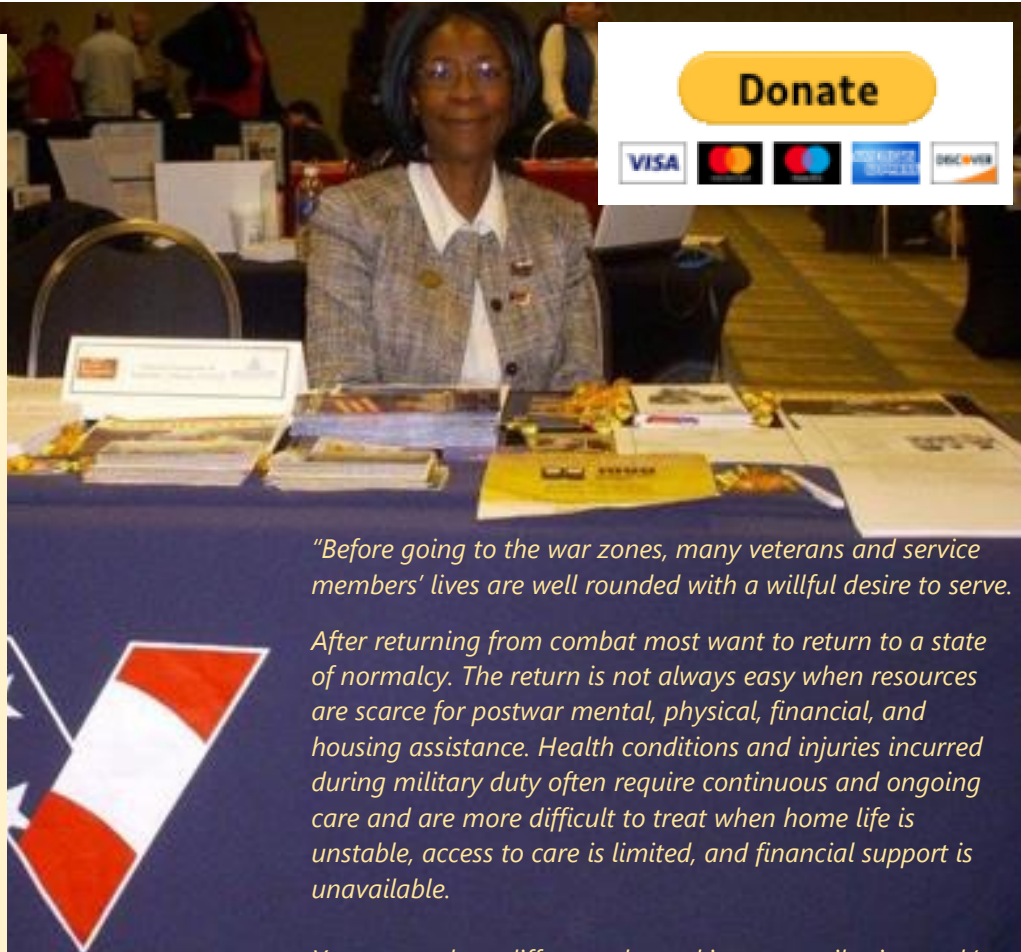 Donate
VISA
DISCOVER
“Before going to the war zones, many veterans and service
members’ lives are well rounded with a willful desire to serve.
After returning from combat most want to return to a state
of normalcy. The return is not always easy when resources
are scarce for postwar mental, physical, financial, and
housing assistance. Health conditions and injuries incurred
during military duty often require continuous and ongoing
care and are more difficult to treat when home life is
unstable, access to care is limited, and financial support is
unavailable.